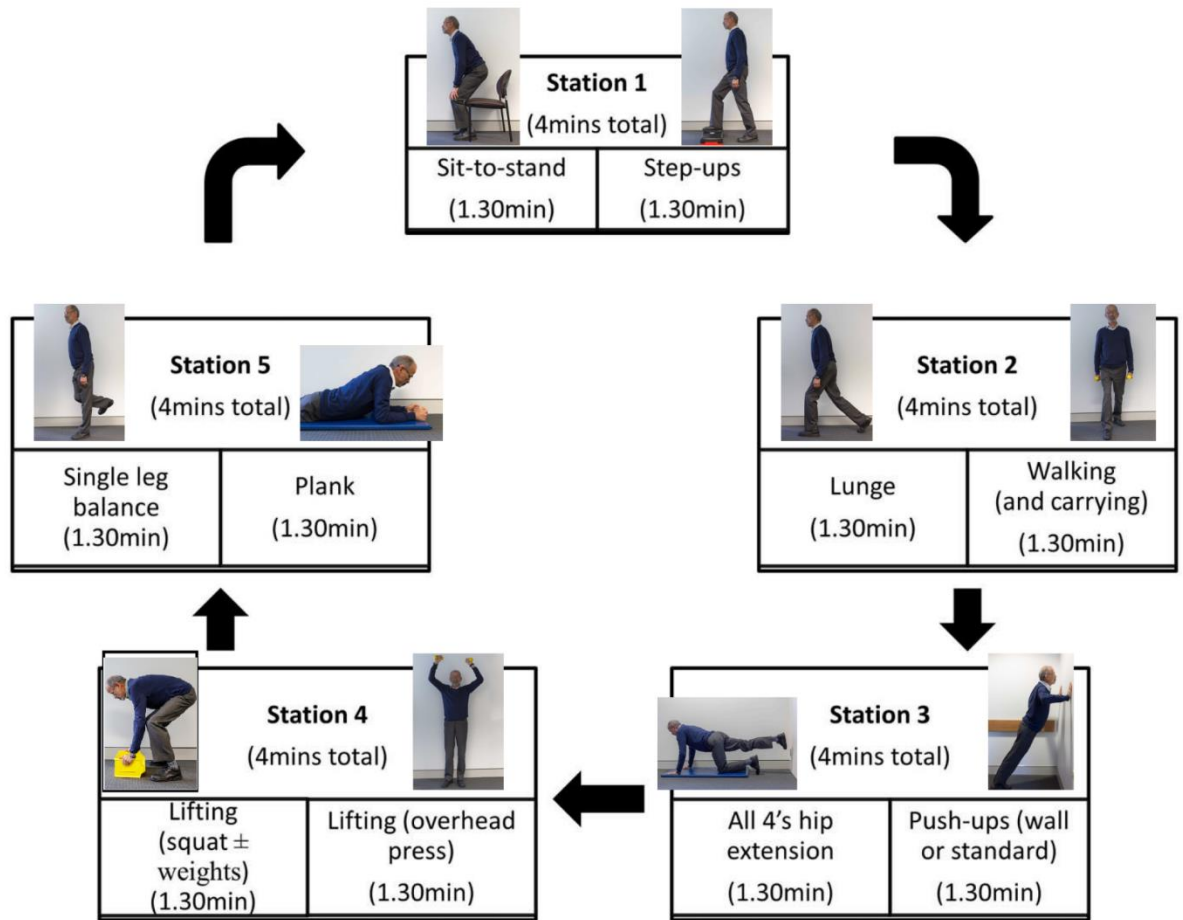 Station 1
(4mins total)
Sit-to-stand
(1.30min)
Step-ups
(1.30min)
Station 2
(4mins total)
Lunge
(1.30min)
Walking
(and carrying)
(1.30min)
Station 3
(4mins total)
All 4's hip
extension
(1.30min)
Push-ups (wall
or standard)
(1.30min)
Station 4
(4mins total)
Lifting
(squat ±
weights)
(1.30min)
Lifting (overhead
press)
(1.30min)
Station 5
(4mins total)
Single leg
balance
(1.30min)
Plank
(1.30min)